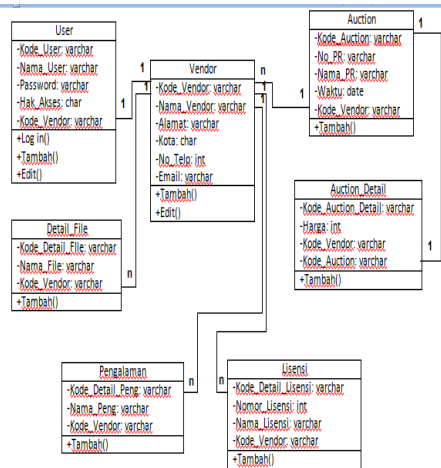 User
-Kode_User: varchar
-Nama_User: varchar
-Password: varchar
-Hak_Akses: char
-Kode_Vendor: varchar
+Log in()
+Tambah()
+Edit()
1
1
Vendor
-Kode_Vendor: varchar
-Nama_Vendor: varchar
-Alamat: varchar
-Kota: char
-No_Telp: int
-Email: varchar
+Tambah()
+Edit()
1
n
1
1
1
Auction
-Kode_Auction: varchar
-No_PR: varchar
-Nama_PR: varchar
-Waktu: date
-Kode_Vendor: varchar
+Tambah()
1
Auction_Detail
-Kode_Auction_Detail: varchar
-Harga: int
-Kode_Vendor: varchar
-Kode_Auction: varchar
+Tambah()
1
Detail_File
-Kode_Detail_File: varchar
-Nama_File: varchar
-Kode_Vendor: varchar
+Tambah()
n
Pengalaman
-Kode_Detail_Peng: varchar
-Nama_Peng: varchar
-Kode_Vendor: varchar
+Tambah()
n
n
Lisensi
-Kode_Detail_Lisensi: varchar
-Nomor_Lisensi: int
-Nama_Lisensi: varchar
-Kode_Vendor: varchar
+Tambah()